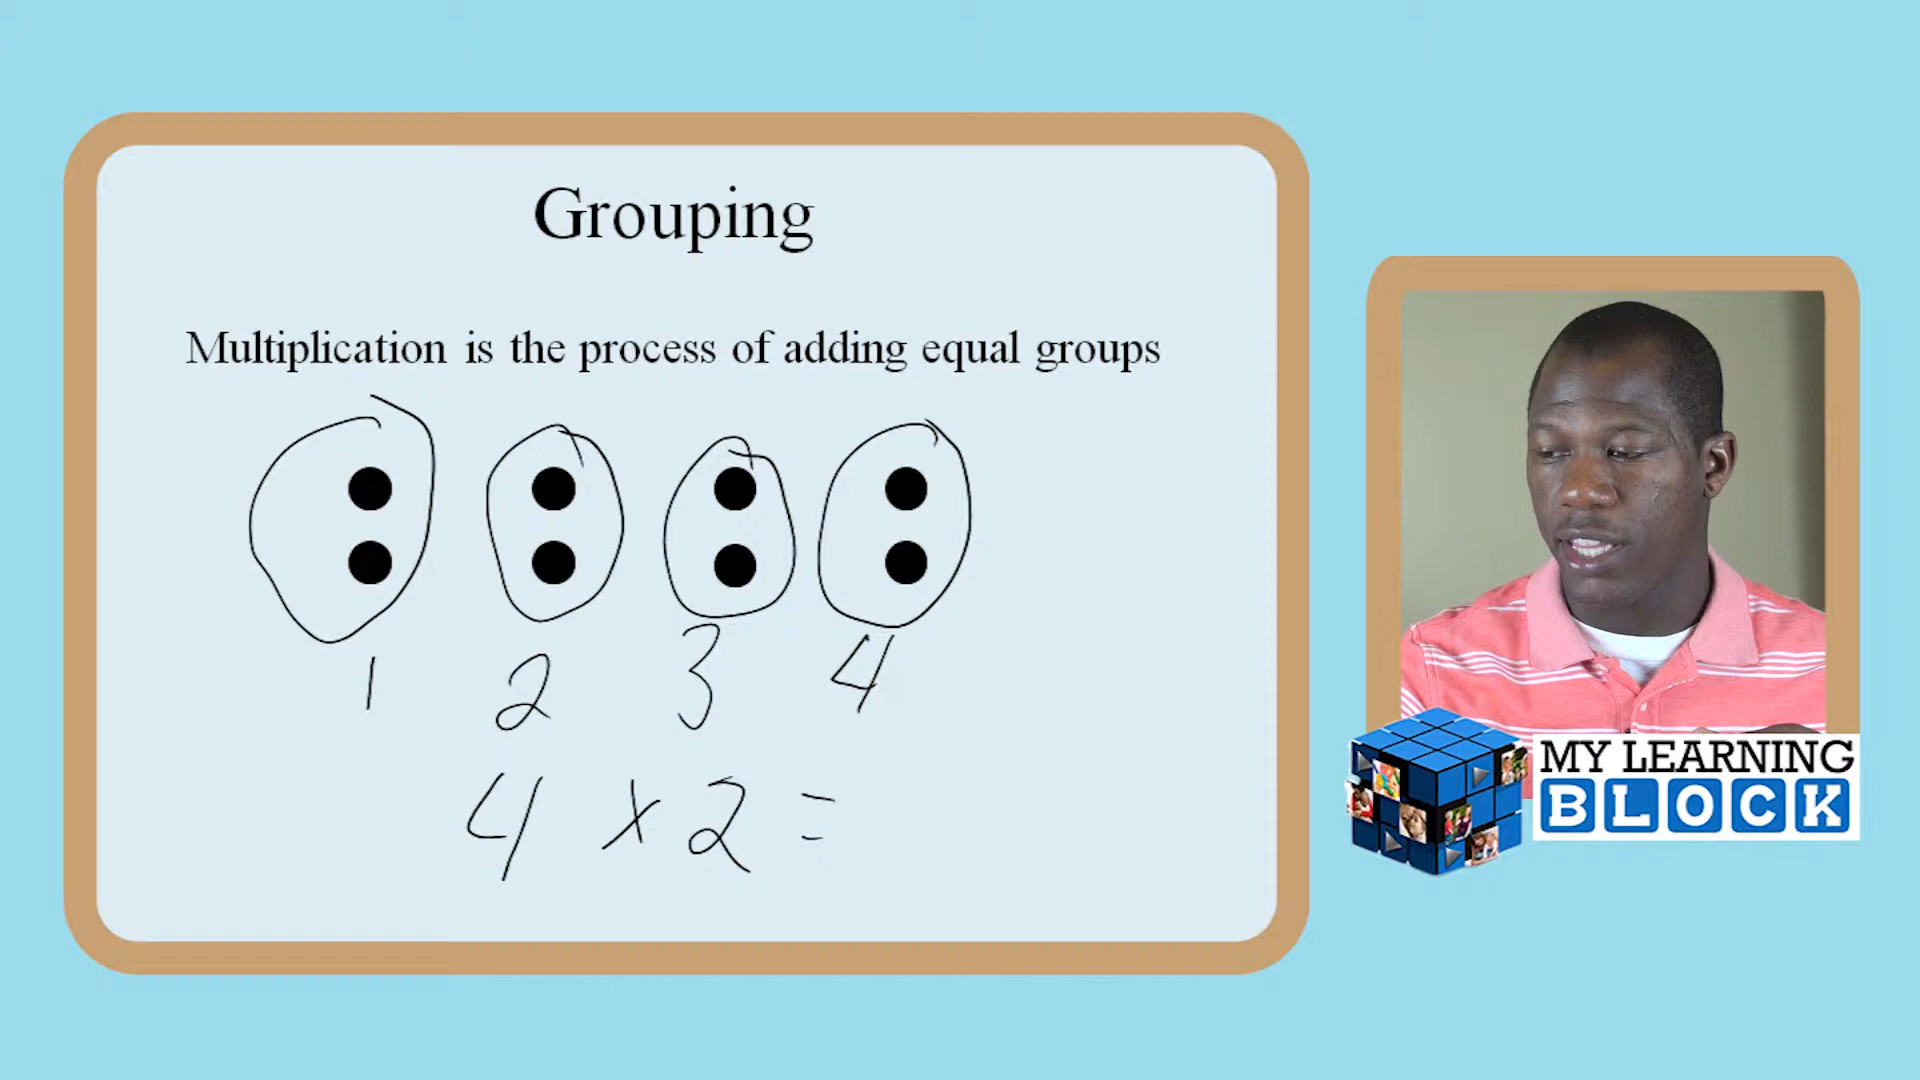 Grouping
Multiplication is the process of adding equal groups
1 2 3 4
4 x 2 =
MY LEARNING
BLOCK